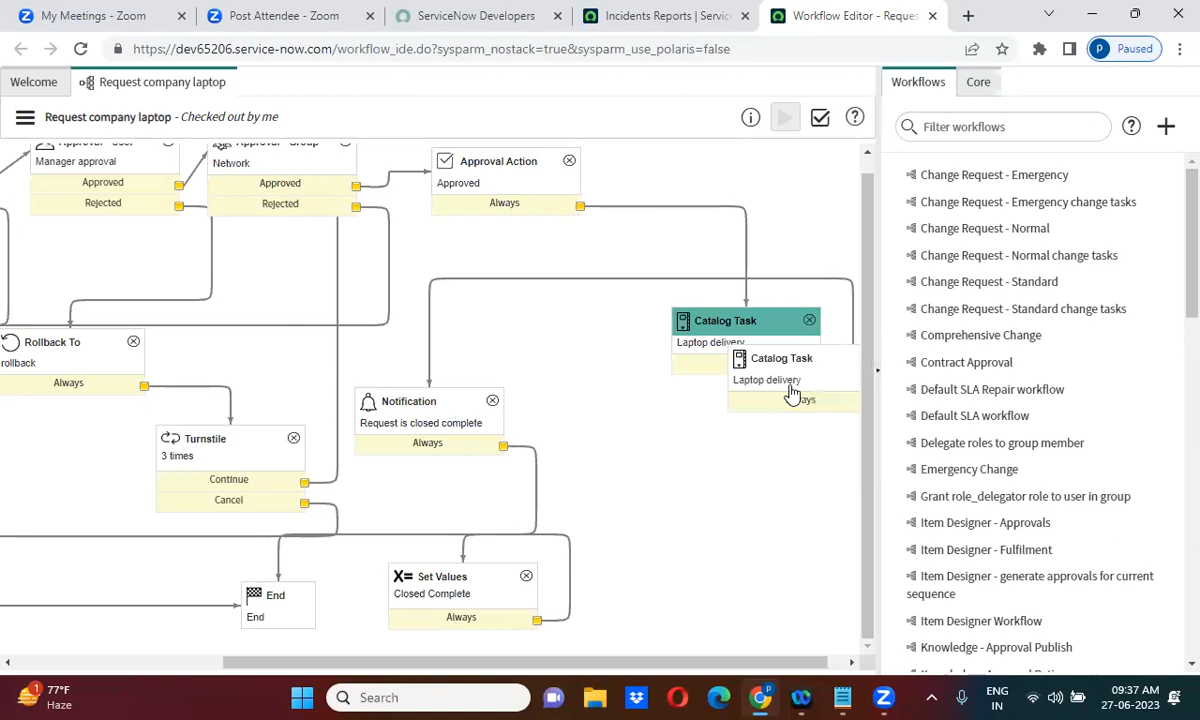 My Meetings - Zoom
Post Attendee - Zoom
ServiceNow Developers
Incidents Reports | Servic
Workflow Editor - Reques
https://dev65206.service-now.com/workflow_ide.do?sysparm_nostack=true&sysparm_use_polaris=false
P Paused
Welcome
Request company laptop
Workflows
Core
Request company laptop - Checked out by me
Filter workflows
Manager approval
Approved
Rejected
Network
Approved
Rejected
Approval Action
Approved
Always
Catalog Task
Laptop delivery
Catalog Task
Laptop delivery
Rollback To
rollback
Always
Notification
Request is closed complete
Always
Turnstile
3 times
Continue
Cancel
End
End
Set Values
Closed Complete
Always
Change Request - Emergency
Change Request - Emergency change tasks
Change Request - Normal
Change Request - Normal change tasks
Change Request - Standard
Change Request - Standard change tasks
Comprehensive Change
Contract Approval
Default SLA Repair workflow
Default SLA workflow
Delegate roles to group member
Emergency Change
Grant role_delegator role to user in group
Item Designer - Approvals
Item Designer - Fulfilment
Item Designer - generate approvals for current
sequence
Item Designer Workflow
Knowledge - Approval Publish
1
77°F
Haze
Search
ENG
IN
09:37 AM
27-06-2023